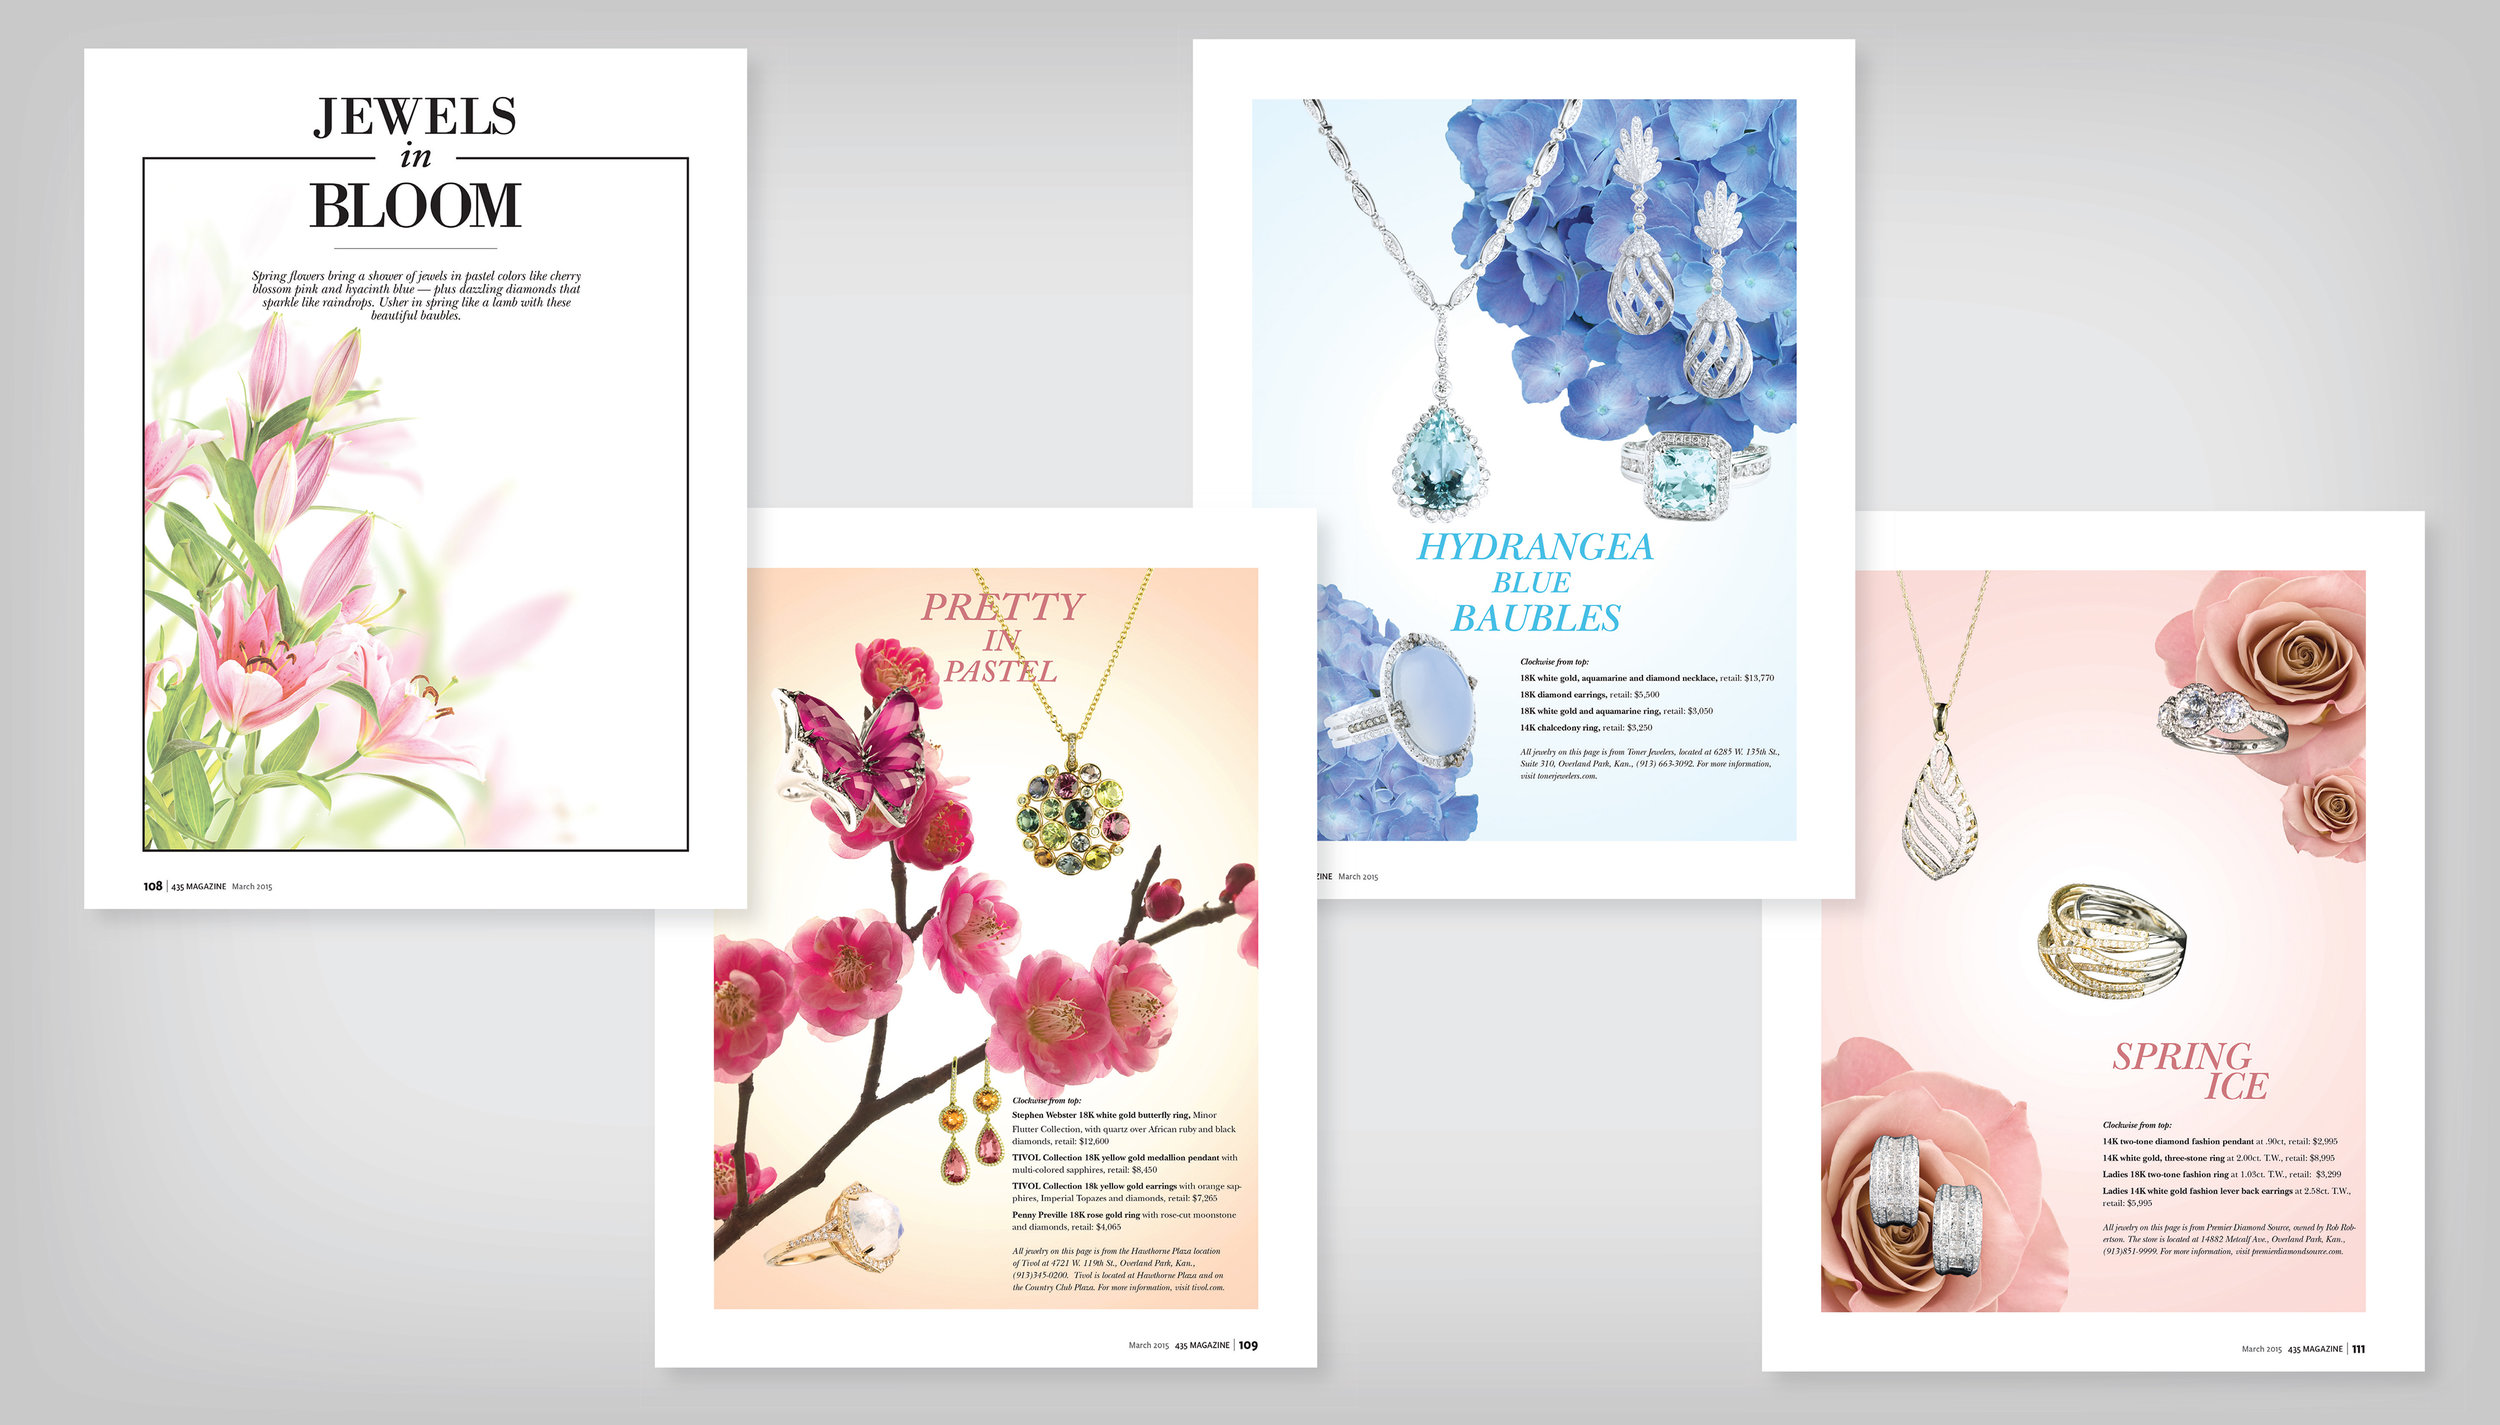 JEWELS
in
BLOOM
Spring flowers bring a shower of jewels in pastel colors like cherry
blossom pink and hyacinth blue — plus dazzling diamonds that
sparkle like raindrops. Usher in spring like a lamb with these
beautiful baubles.
108 | 435 MAGAZINE March 2015
PRETTY
IN
PASTEL
Clockwise from top:
Stephen Webster 18K white gold butterfly ring, Minor
Flutter Collection, with quartz over African ruby and black
diamonds, retail: $12,600
TIVOL Collection 18K yellow gold medallion pendant with
multi-colored sapphires, retail: $8,450
TIVOL Collection 18k yellow gold earrings with orange sap-
phires, Imperial Topazes and diamonds, retail: $7,265
Penny Preville 18K rose gold ring with rose-cut moonstone
and diamonds, retail: $4,065
All jewelry on this page is from the Hawthorne Plaza location
of Tivol at 4721 W. 119th St., Overland Park, Kan.,
(913)345-0200. Tivol is located at Hawthorne Plaza and on
the Country Club Plaza. For more information, visit tivol.com.
March 2015 435 MAGAZINE | 109
HYDRANGEA
BLUE
BAUBLES
Clockwise from top:
18K white gold, aquamarine and diamond necklace, retail: $13,770
18K diamond earrings, retail: $5,500
18K white gold and aquamarine ring, retail: $3,050
14K chalcedony ring, retail: $3,250
All jewelry on this page is from Toner Jewelers, located at 6285 W. 135th St.,
Suite 310, Overland Park, Kan., (913) 663-3092. For more information,
visit tonerjewelers.com.
ZINE March 2015
SPRING
ICE
Clockwise from top:
14K two-tone diamond fashion pendant at .90ct, retail: $2,995
14K white gold, three-stone ring at 2.00ct. T.W., retail: $8,995
Ladies 18K two-tone fashion ring at 1.03ct. T.W., retail: $3,299
Ladies 14K white gold fashion lever back earrings at 2.58ct. T.W.,
retail: $5,995
All jewelry on this page is from Premier Diamond Source, owned by Rob Rob-
ertson. The store is located at 14882 Metcalf Ave., Overland Park, Kan.,
(913)851-9999. For more information, visit premierdiamondsource.com.
March 2015 435 MAGAZINE | 111